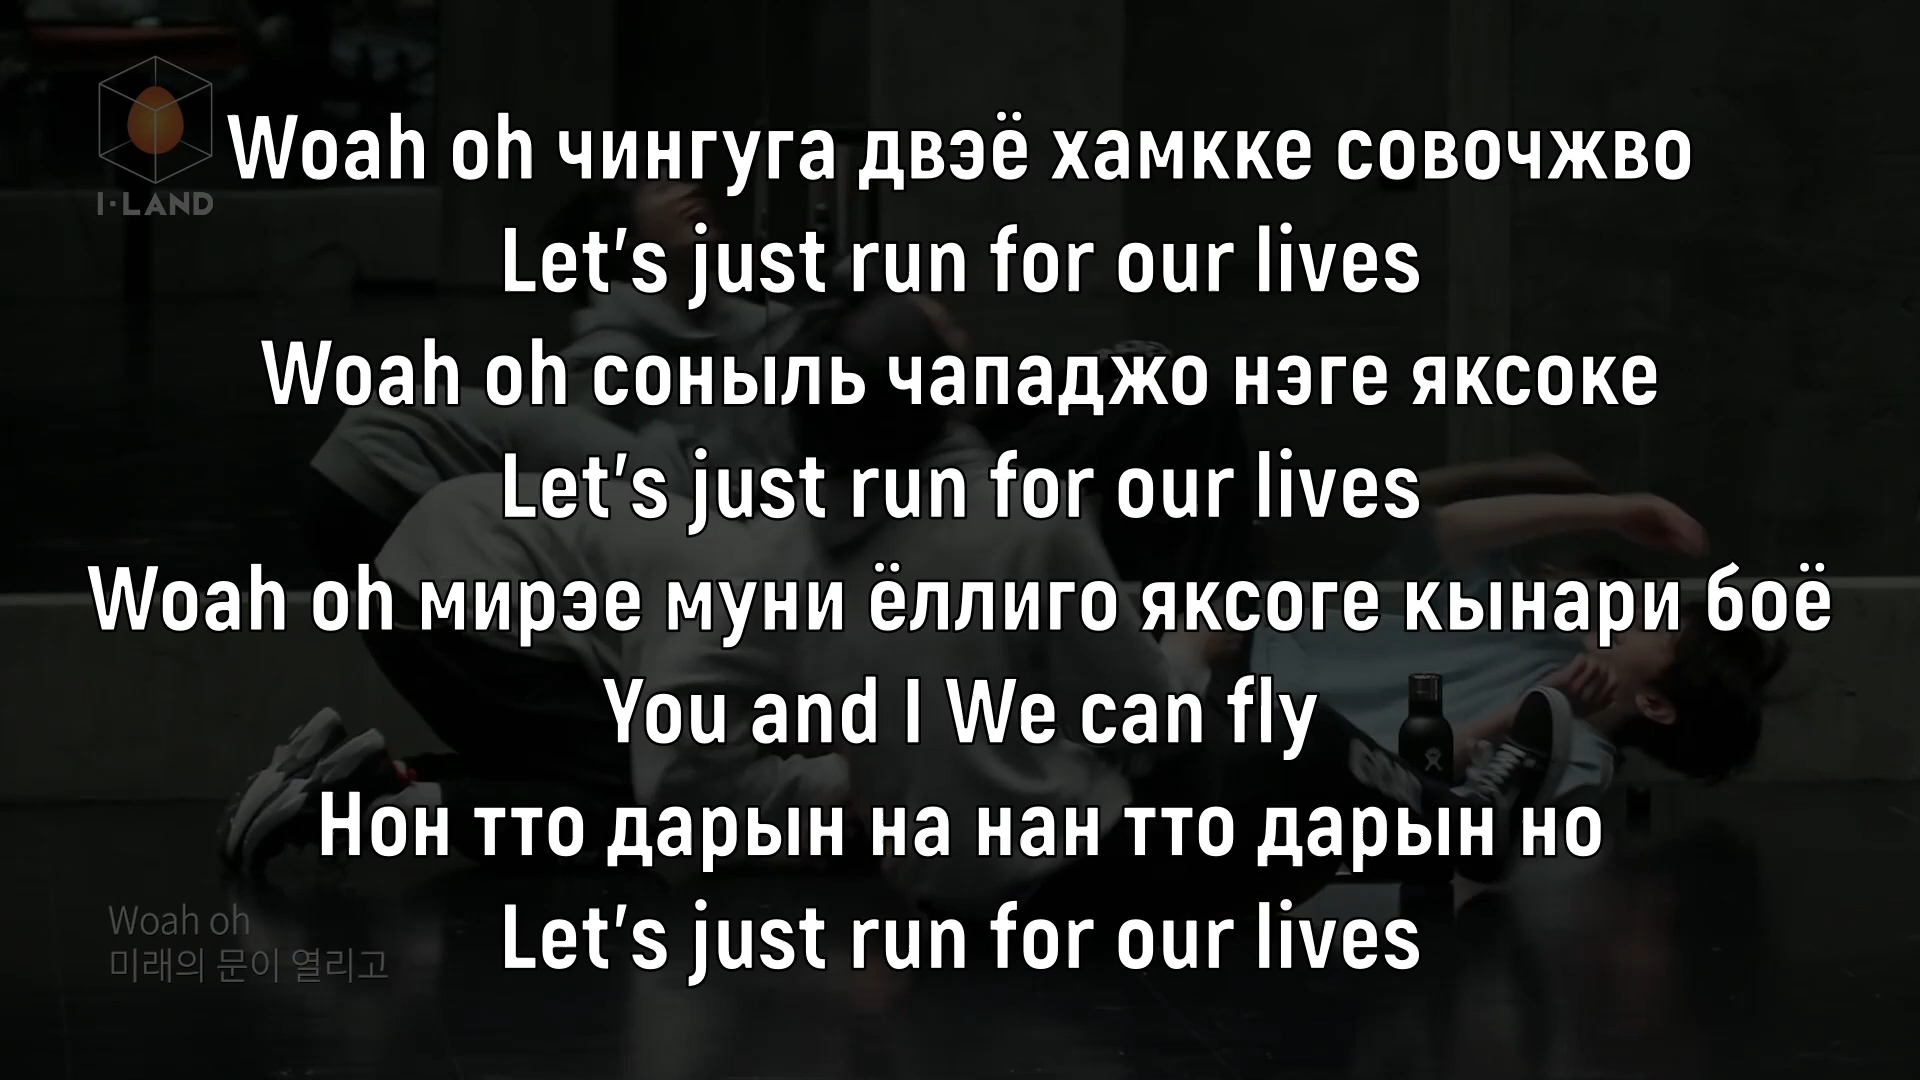 I·LAND
Woah oh чингуга двэё хамкке совочжво
Let's just run for our lives
Woah oh соныль чападжо нэге яксоке
Let's just run for our lives
Woah oh мирэе муни ёллиго яксоге кынари боё
You and I We can fly
Нон тто дарын на нан тто дарын но
Let's just run for our lives
Woah oh
미래의 문이 열리고